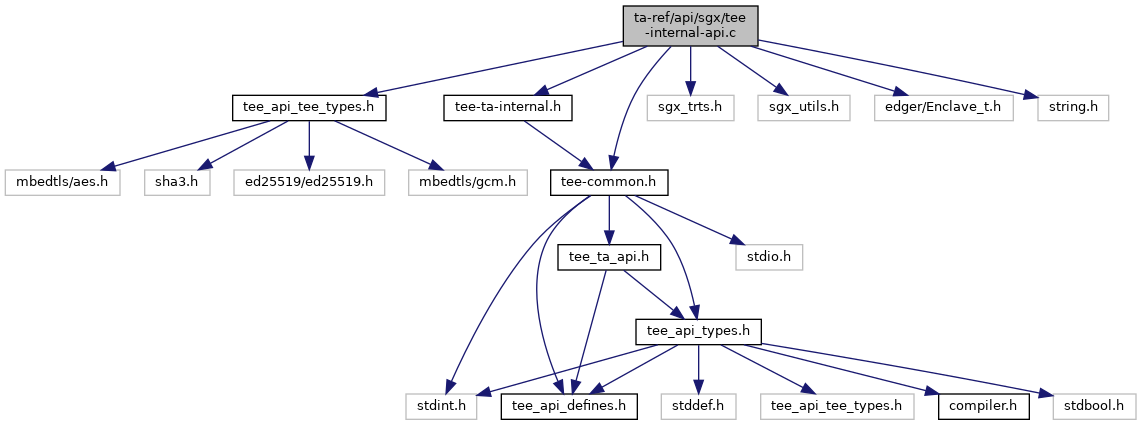 ta-ref/api/sgx/tee
-internal-api.c
tee_api_tee_types.h
tee-ta-internal.h
sgx_trts.h
sgx_utils.h
edger/Enclave_t.h
string.h
mbedtls/aes.h
sha3.h
ed25519/ed25519.h
mbedtls/gcm.h
tee-common.h
tee_ta_api.h
stdio.h
tee_api_types.h
stdint.h
tee_api_defines.h
stddef.h
tee_api_tee_types.h
compiler.h
stdbool.h